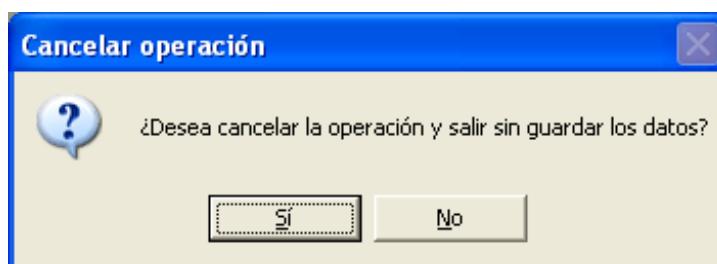 Cancelar operación
¿Desea cancelar la operación y salir sin guardar los datos?
Sí No